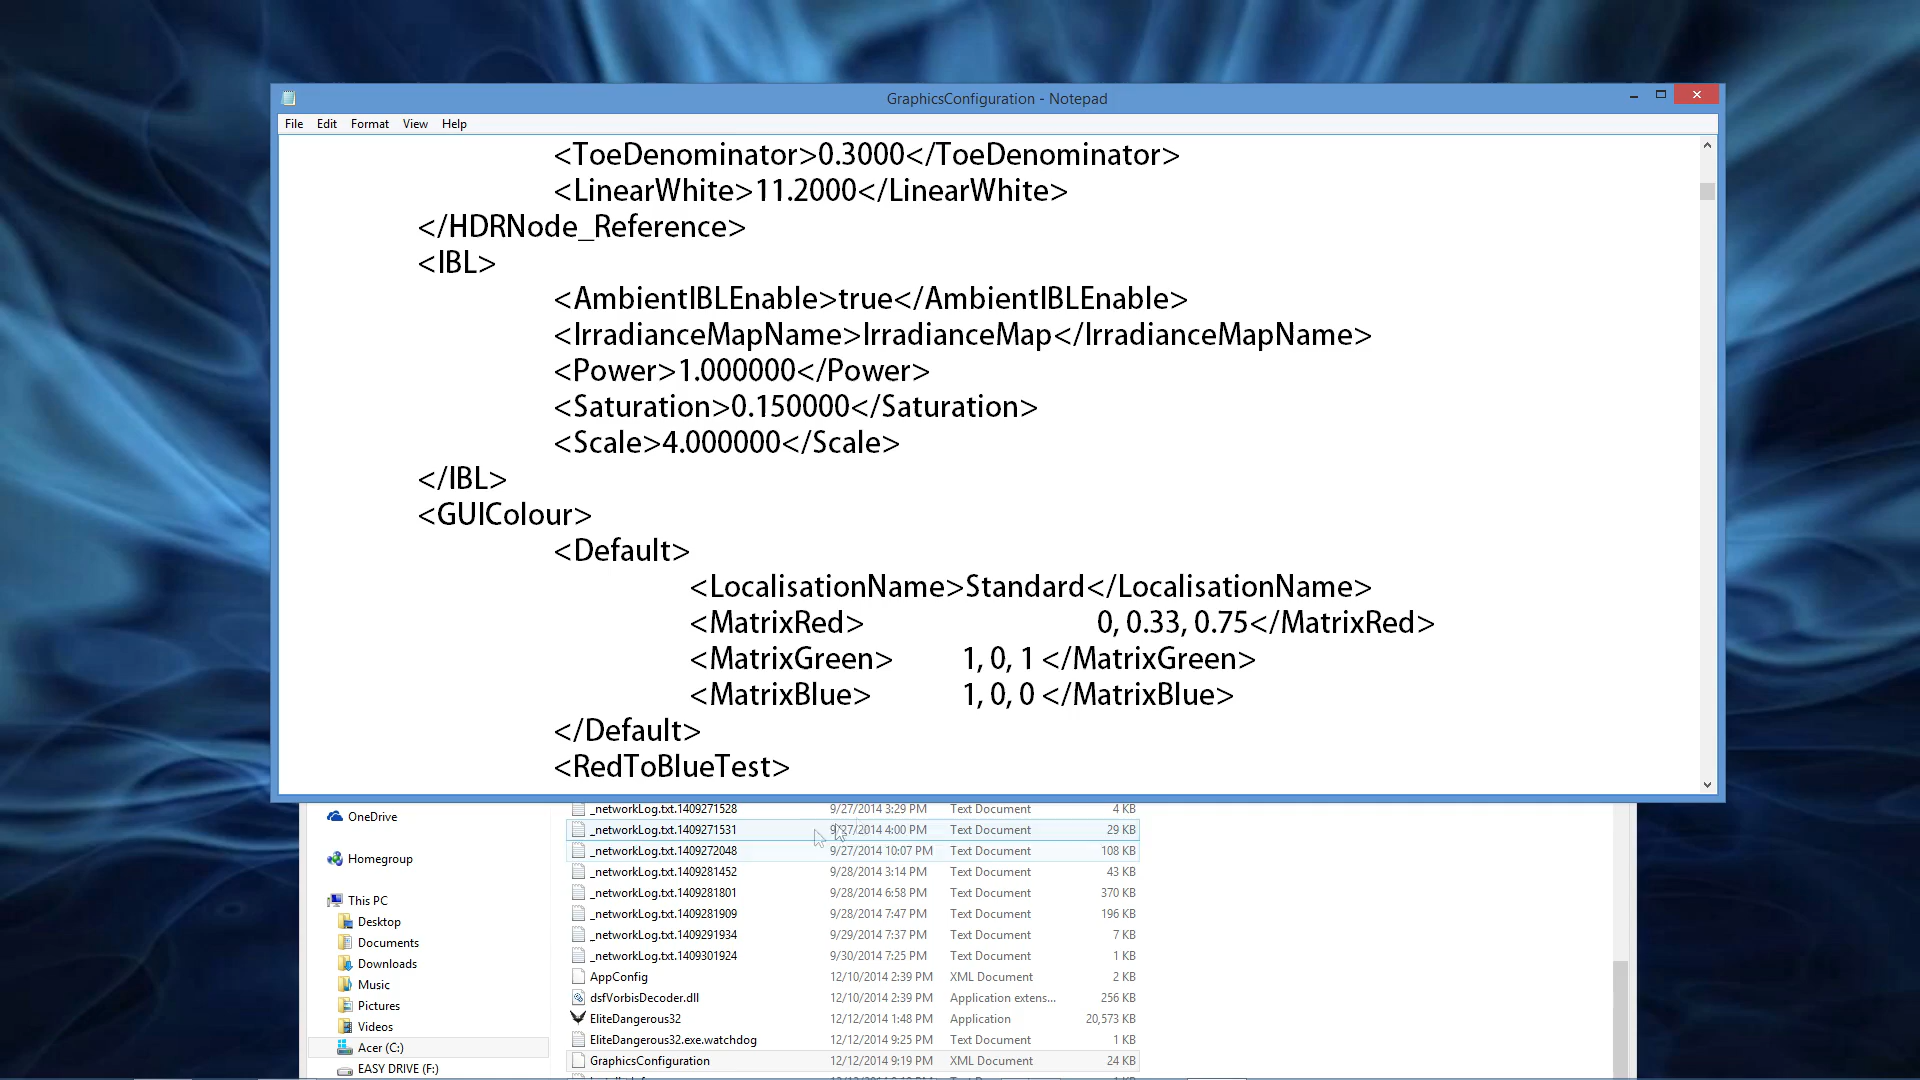 GraphicsConfiguration - Notepad
File Edit Format View Help
<ToeDenominator>0.3000</ToeDenominator>
<LinearWhite>11.2000</LinearWhite>
</HDRNode_Reference>
<IBL>
<AmbientIBLEnable>true</AmbientIBLEnable>
<IrradianceMapName>IrradianceMap</IrradianceMapName>
<Power>1.000000</Power>
<Saturation>0.150000</Saturation>
<Scale>4.000000</Scale>
</IBL>
<GUIColour>
<Default>
<LocalisationName>Standard</LocalisationName>
<MatrixRed> 0, 0.33, 0.75</MatrixRed>
<MatrixGreen> 1, 0, 1 </MatrixGreen>
<MatrixBlue> 1, 0, 0 </MatrixBlue>
</Default>
<RedToBlueTest>
OneDrive
Homegroup
This PC
Desktop
Documents
Downloads
Music
Pictures
Videos
Acer (C:)
EASY DRIVE (F:)
_networkLog.txt.1409271528 9/27/2014 3:29 PM Text Document 4 KB
_networkLog.txt.1409271531 9/27/2014 4:00 PM Text Document 29 KB
_networkLog.txt.1409272048 9/27/2014 10:07 PM Text Document 108 KB
_networkLog.txt.1409281452 9/28/2014 3:14 PM Text Document 43 KB
_networkLog.txt.1409281801 9/28/2014 6:58 PM Text Document 370 KB
_networkLog.txt.1409281909 9/28/2014 7:47 PM Text Document 196 KB
_networkLog.txt.1409291934 9/29/2014 7:37 PM Text Document 7 KB
_networkLog.txt.1409301924 9/30/2014 7:25 PM Text Document 1 KB
AppConfig 12/10/2014 2:39 PM XML Document 2 KB
dsfVorbisDecoder.dll 12/10/2014 2:39 PM Application extens... 256 KB
EliteDangerous32 12/12/2014 1:48 PM Application 20,573 KB
EliteDangerous32.exe.watchdog 12/12/2014 9:25 PM Text Document 1 KB
GraphicsConfiguration 12/12/2014 9:19 PM XML Document 24 KB